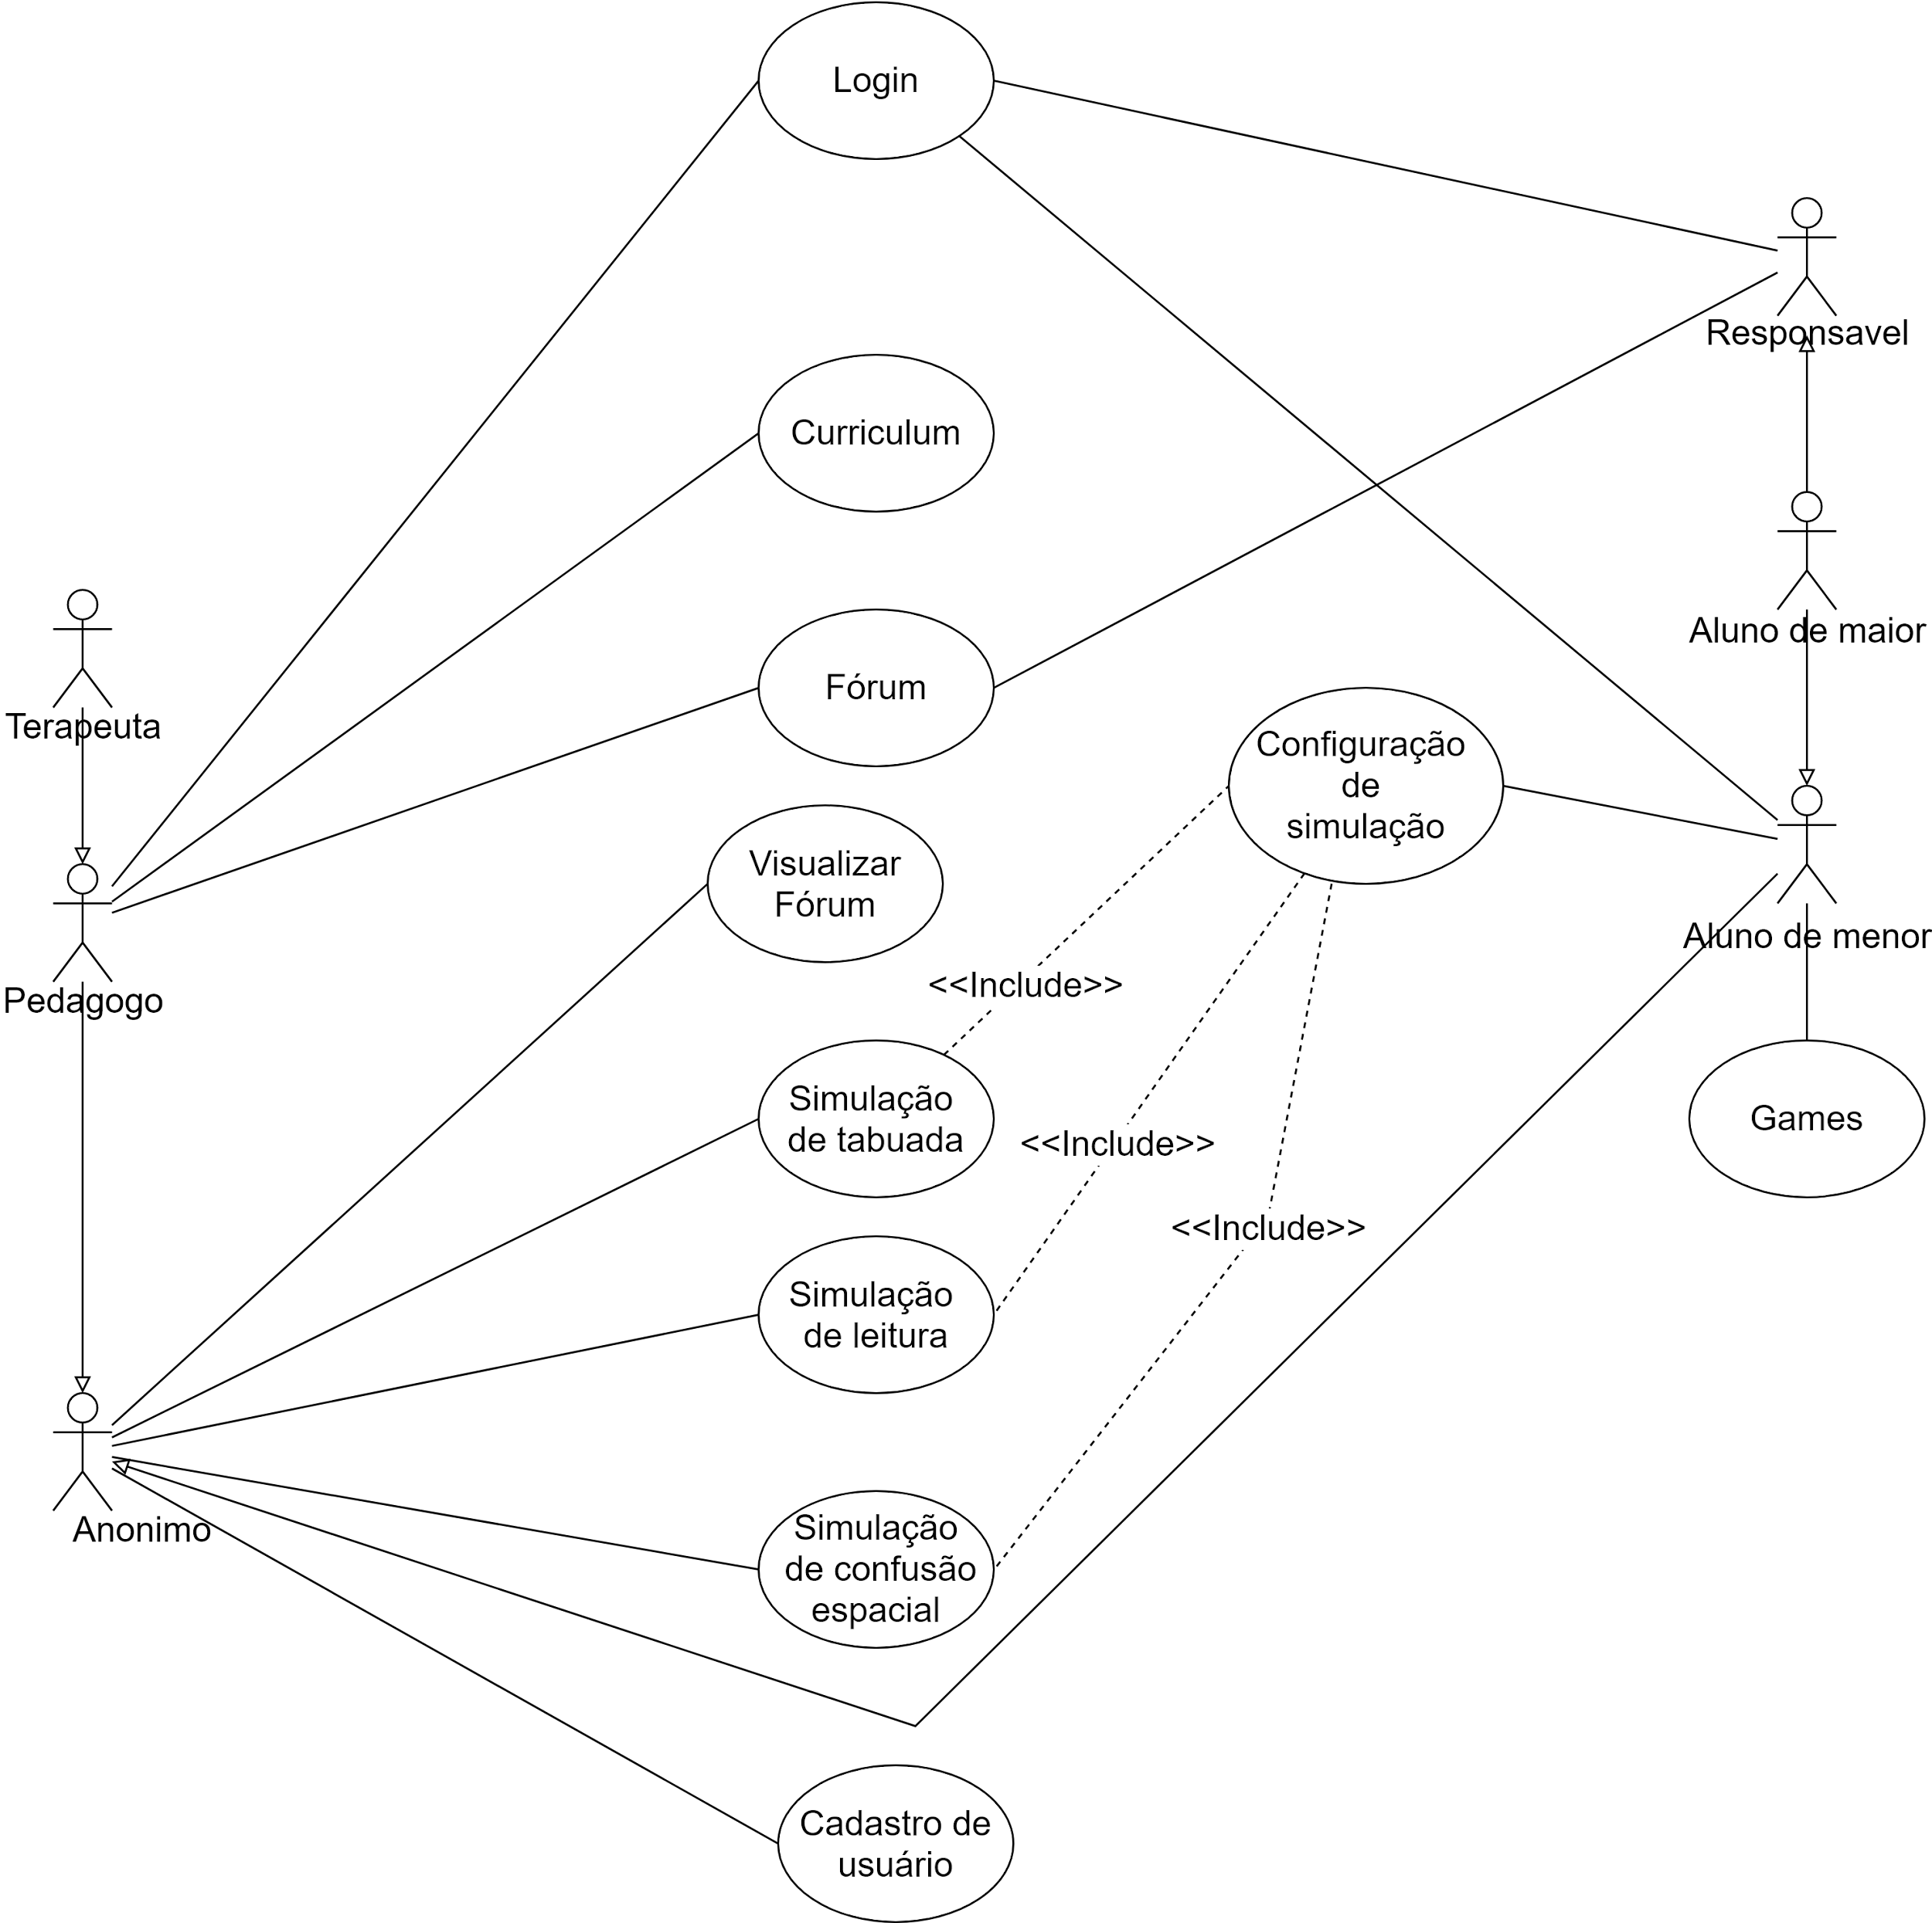 Login
Responsavel
Curriculum
Aluno de maior
Fórum
Terapeuta
Configuração
de
simulação
Visualizar
Fórum
Aluno de menor
<<Include>>
Pedagogo
Simulação
de tabuada
Games
<<Include>>
<<Include>>
Simulação
de leitura
Anonimo
Simulação
de confusão
espacial
Cadastro de
usuário